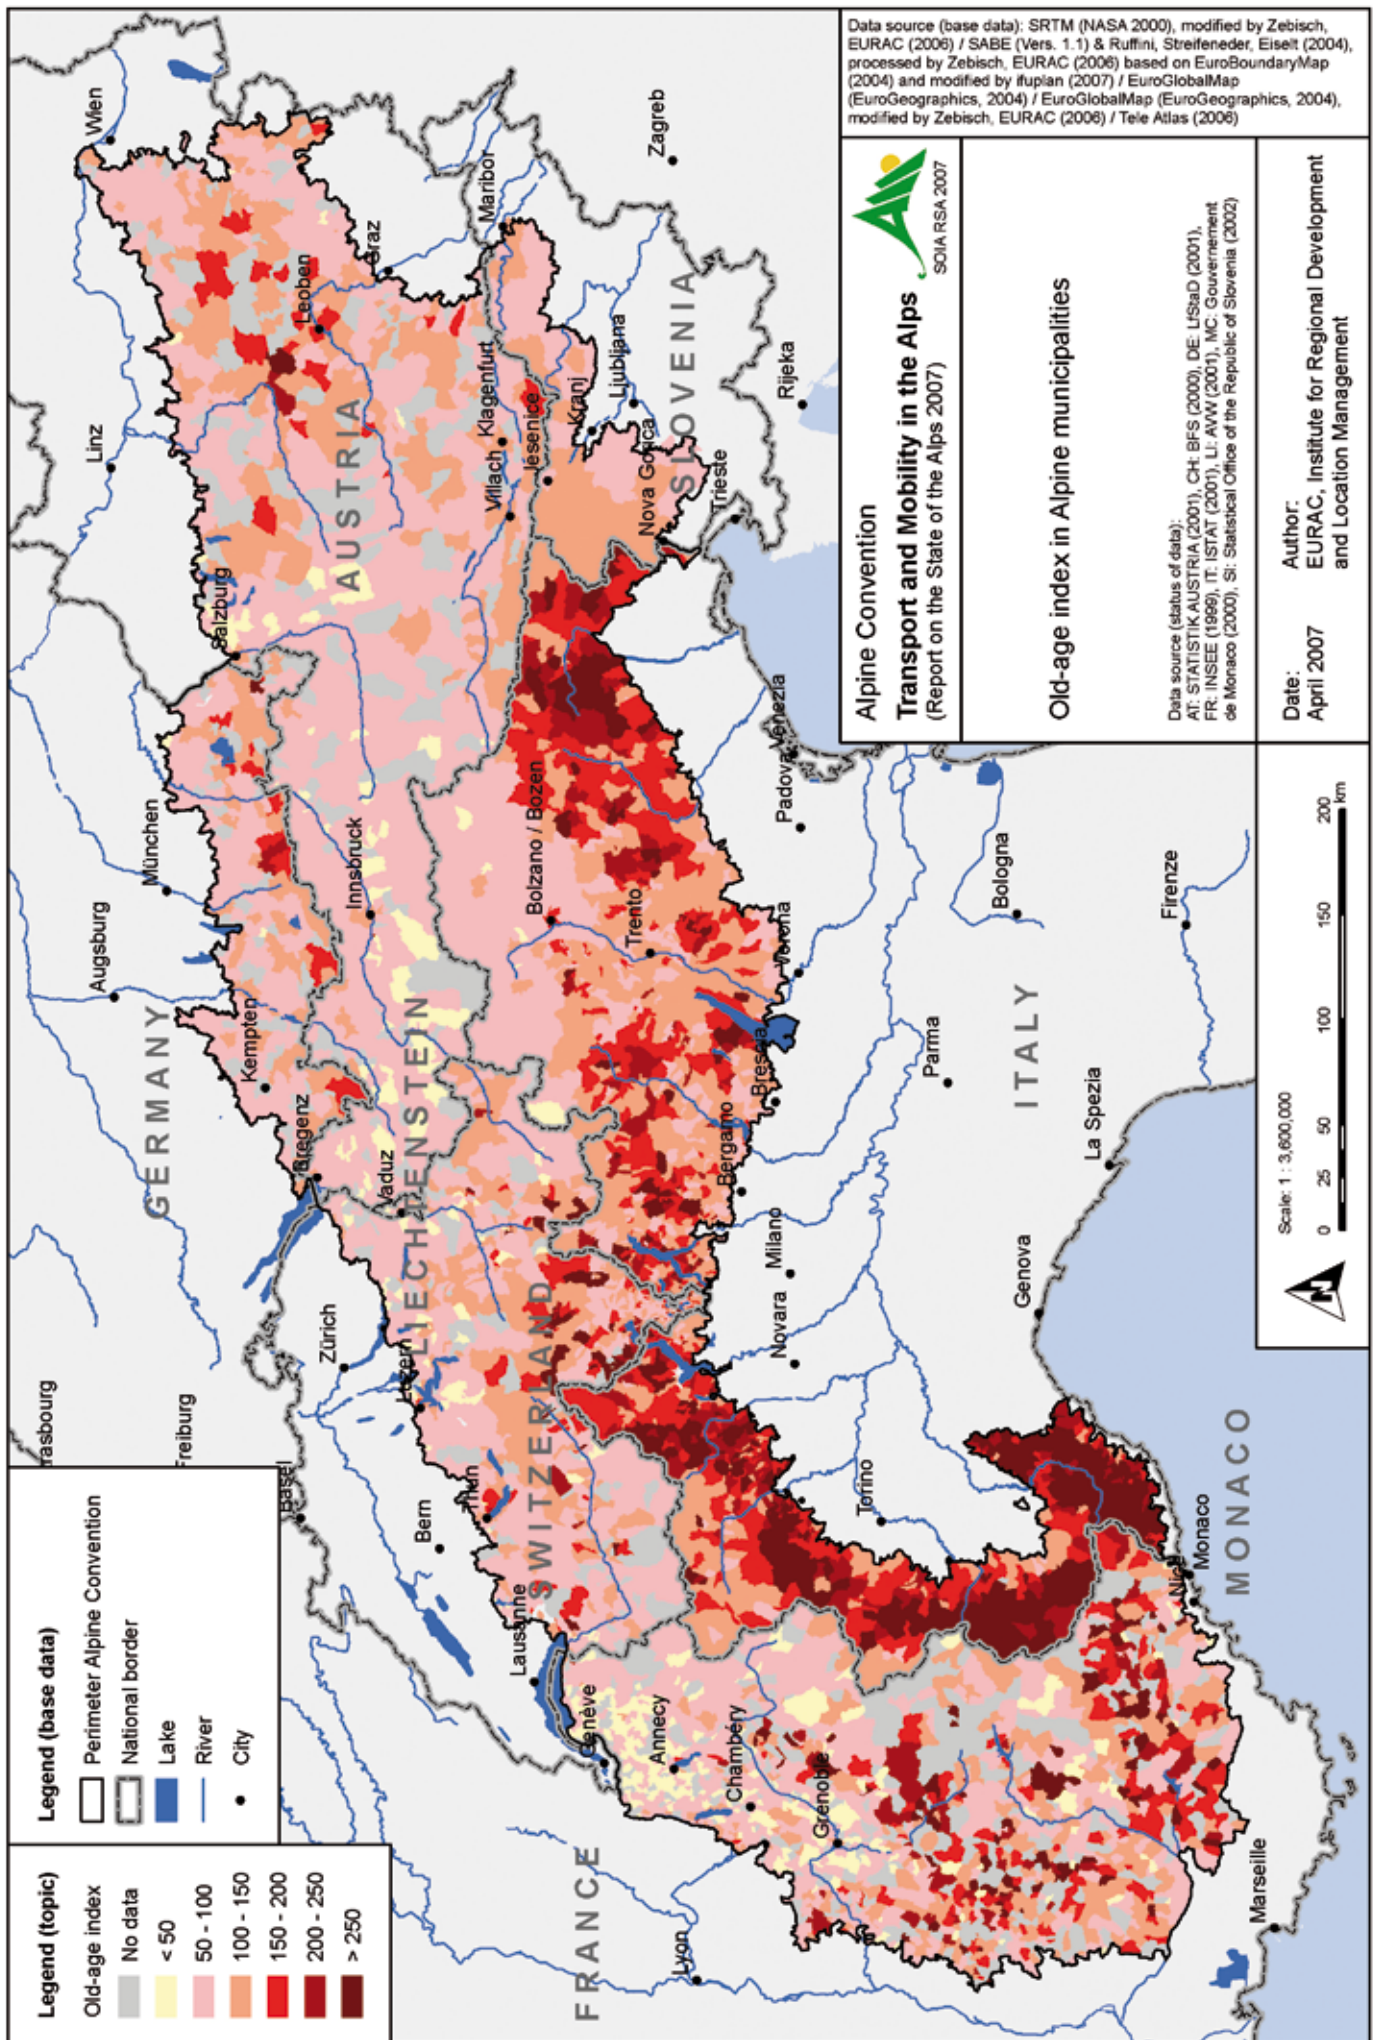 Legend (topic)
Old-age index
No data
< 50
50 - 100
100 - 150
150 - 200
200 - 250
> 250
Legend (base data)
Perimeter Alpine Convention
National border
Lake
River
City
rasbourg
Freiburg
Basel
Zürich
Bern
Luzern
Thun
Lausanne
Genève
Annecy
Chambéry
Grenoble
Lyon
Marseille
Nice
Monaco
MONACO
FRANCE
SWITZERLAND
LIECHTENSTEIN
GERMANY
AUSTRIA
SLOVENIA
ITALY
Augsburg
München
Kempten
Bregenz
Vaduz
Innsbruck
Salzburg
Linz
Wien
Leoben
Graz
Maribor
Zagreb
Klagenfurt
Villach
Jesenice
Kranj
Ljubljana
Nova Gorica
Trieste
Rijeka
Bolzano / Bozen
Trento
Verona
Padova
Venezia
Brescia
Bergamo
Milano
Novara
Torino
Genova
La Spezia
Parma
Bologna
Firenze
Scale: 1 : 3,600,000
0 25 50 100 150 200
km
N
Data source (base data): SRTM (NASA 2000), modified by Zebisch,
EURAC (2006) / SABE (Vers. 1.1) & Ruffini, Streifeneder, Eiselt (2004),
processed by Zebisch, EURAC (2006) based on EuroBoundaryMap
(2004) and modified by ifuplan (2007) / EuroGlobalMap
(EuroGeographics, 2004) / EuroGlobalMap (EuroGeographics, 2004),
modified by Zebisch, EURAC (2006) / Tele Atlas (2006)
Alpine Convention
Transport and Mobility in the Alps
(Report on the State of the Alps 2007)
SOIA RSA 2007
Old-age index in Alpine municipalities
Data source (status of data):
AT: STATISTIK AUSTRIA (2001), CH: BFS (2000), DE: LfStaD (2001),
FR: INSEE (1999), IT: ISTAT (2001), LI: AVW (2001), MC: Gouvernement
de Monaco (2000), SI: Statistical Office of the Republic of Slovenia (2002)
Date:
April 2007
Author:
EURAC, Institute for Regional Development
and Location Management